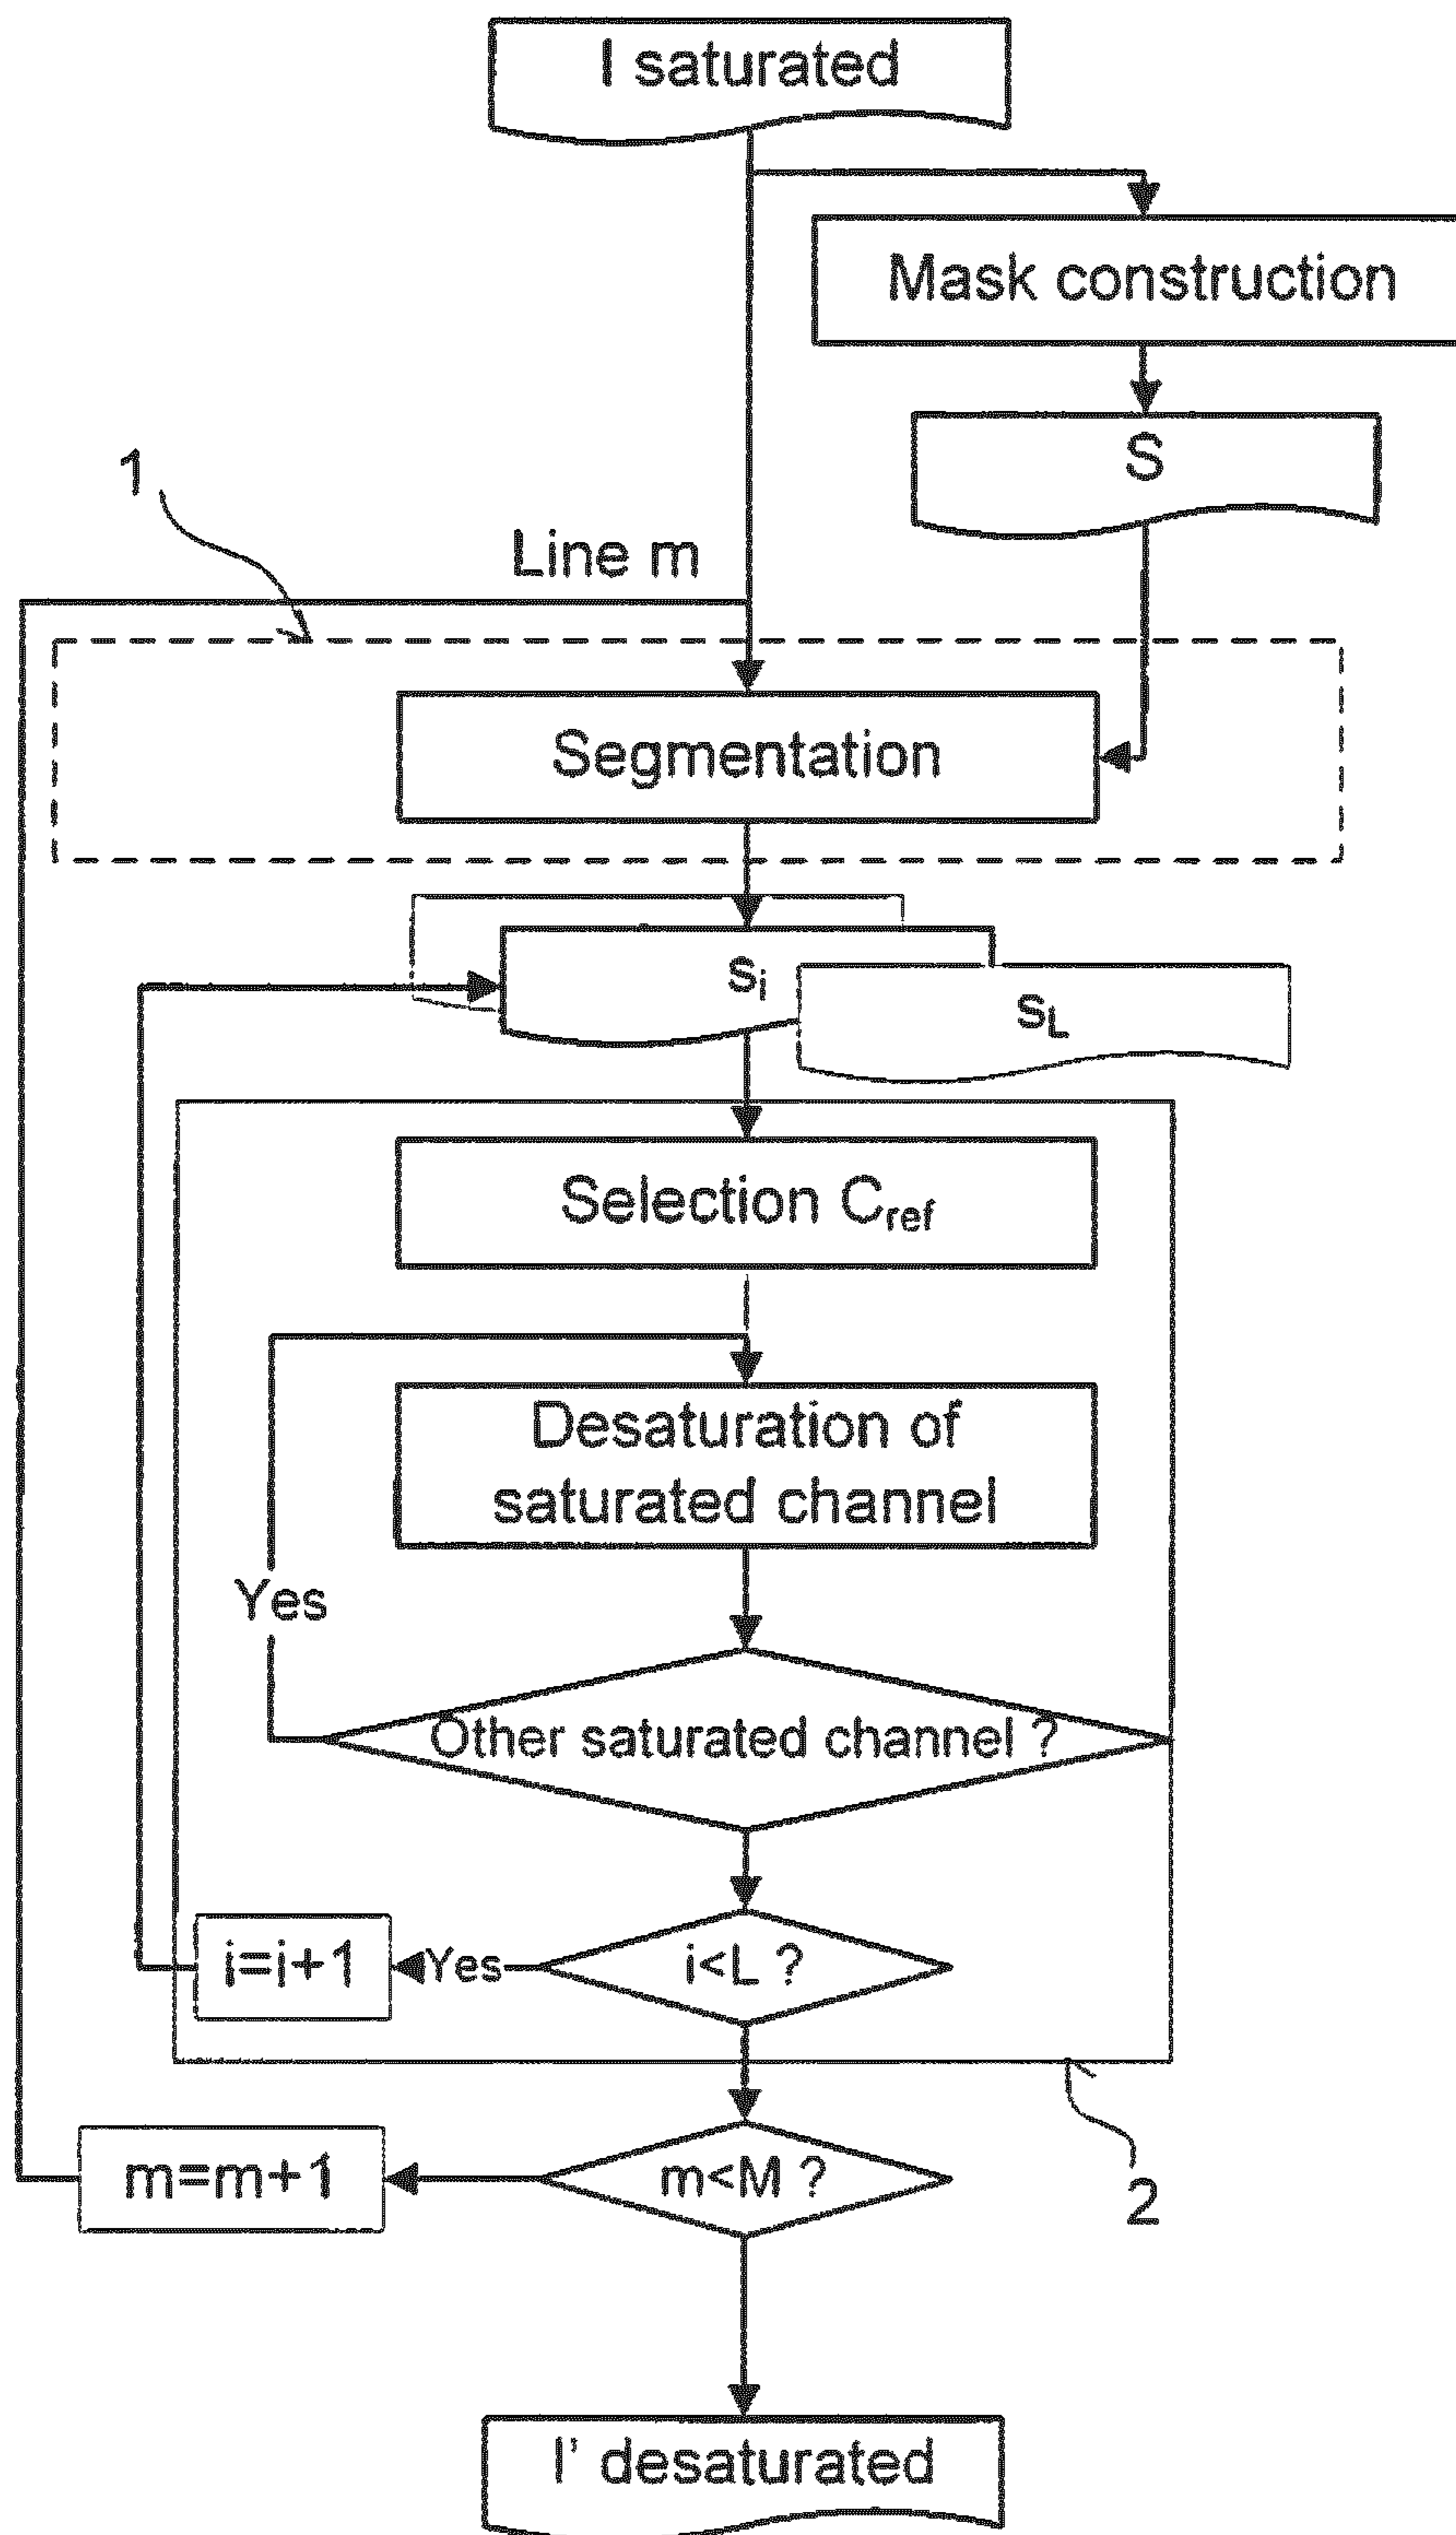 I saturated
Mask construction
S
1
Line m
Segmentation
si
sL
Selection Cref
Desaturation of
saturated channel
Yes
Other saturated channel ?
i=i+1
Yes
i<L ?
m=m+1
m<M ?
2
I' desaturated